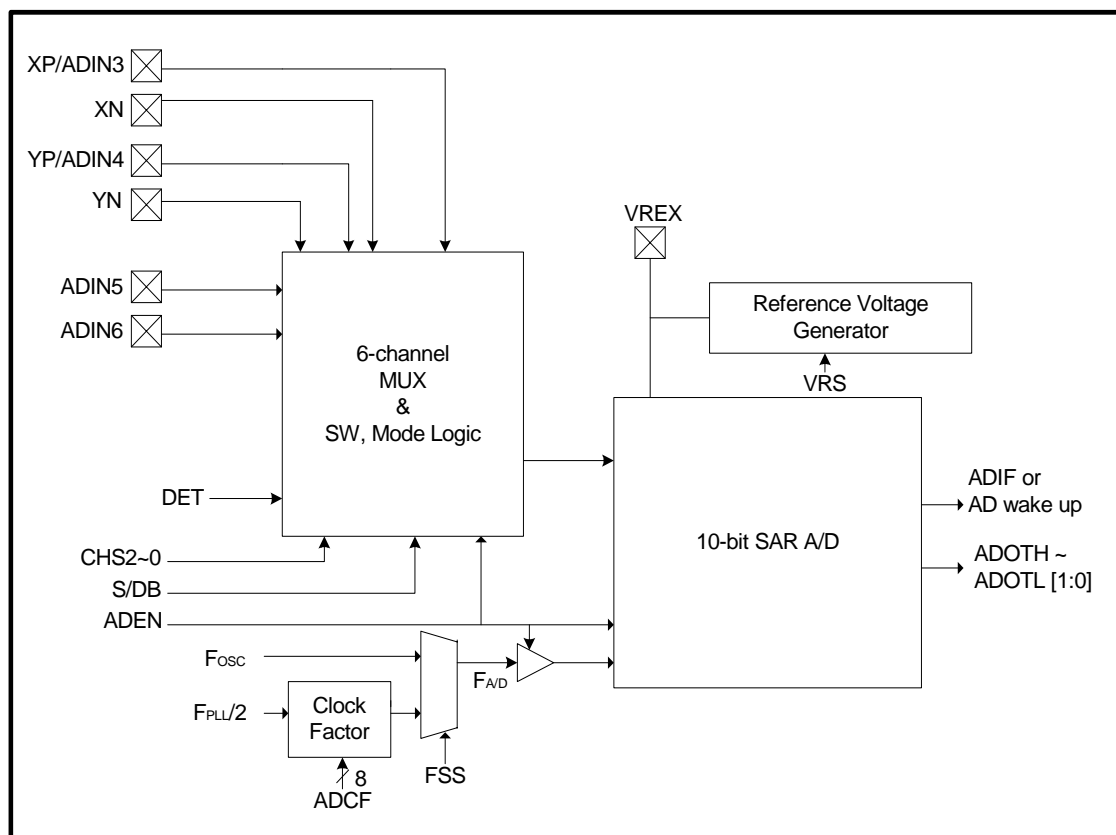 XP/ADIN3
XN
YP/ADIN4
YN
VREX
ADIN5
ADIN6
Reference Voltage
Generator
6-channel
MUX
&
SW, Mode Logic
VRS
DET
ADIF or
AD wake up
10-bit SAR A/D
CHS2~0
ADOTH ~
ADOTL [1:0]
S/DB
ADEN
FOSC
FA/D
FPLL/2
Clock
Factor
FSS
8
ADCF